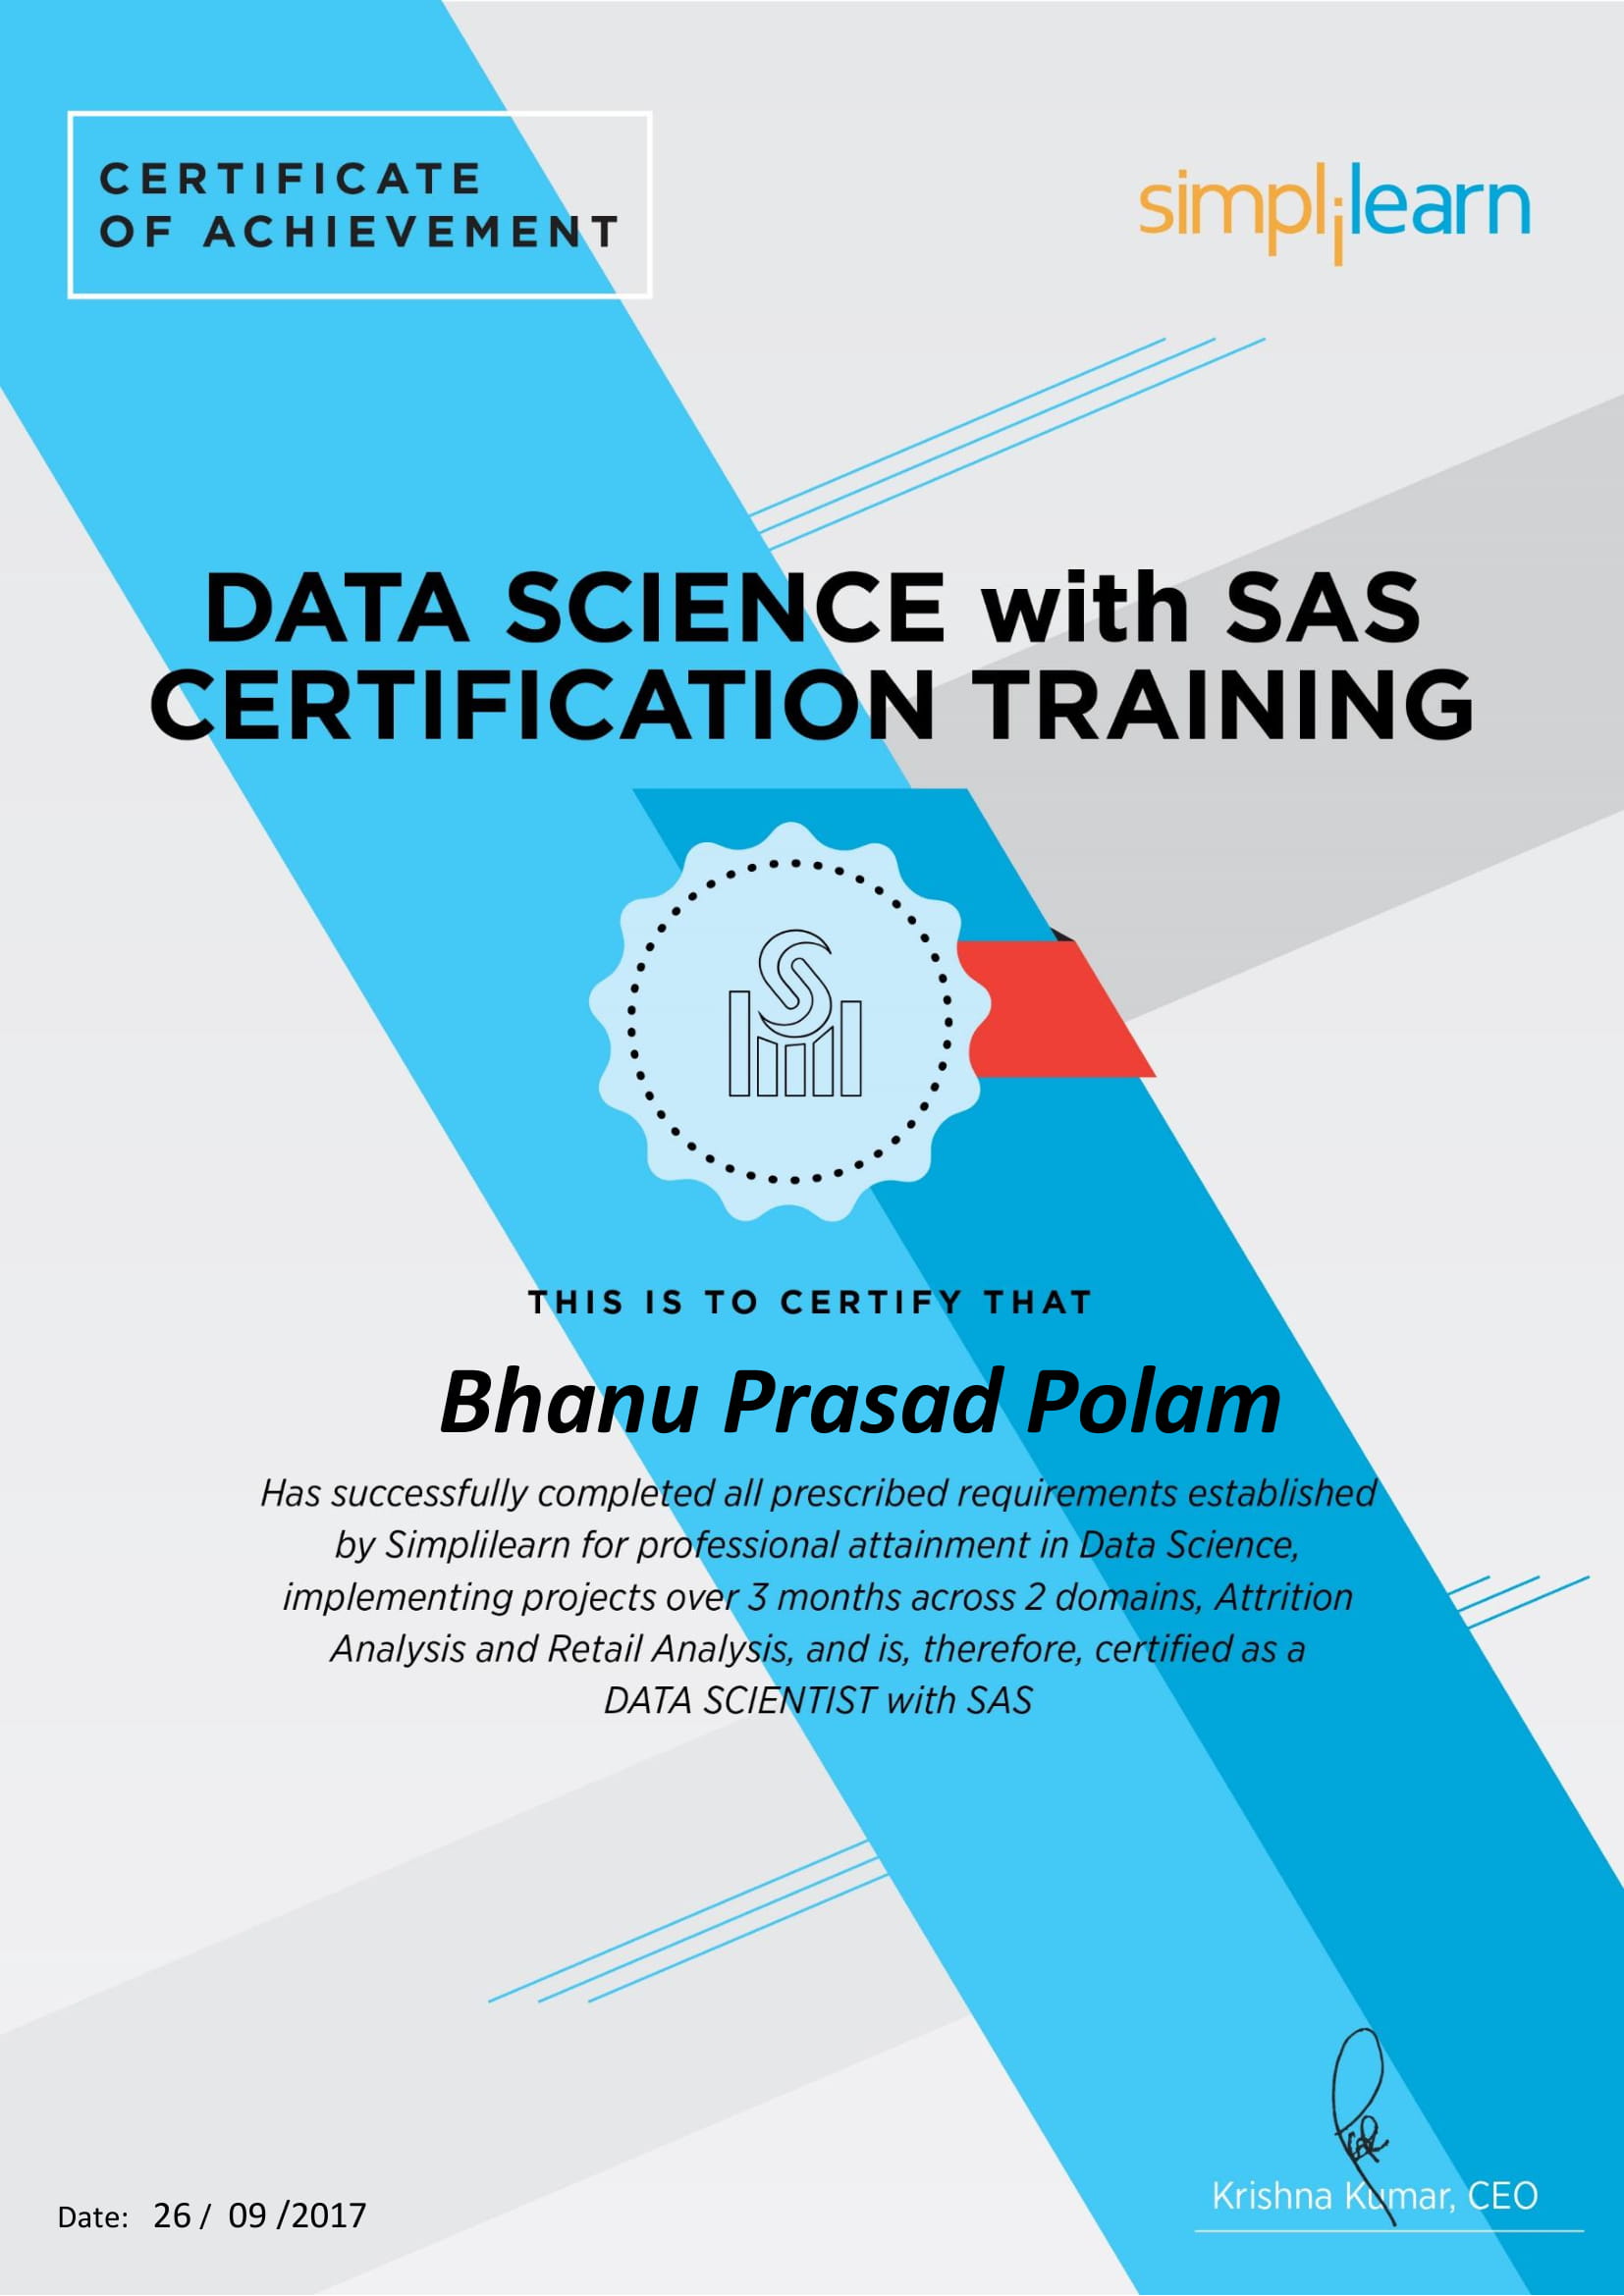 CERTIFICATE
OF ACHIEVEMENT
simplilearn
DATA SCIENCE with SAS
CERTIFICATION TRAINING
THIS IS TO CERTIFY THAT
Bhanu Prasad Polam
Has successfully completed all prescribed requirements established
by Simplilearn for professional attainment in Data Science,
implementing projects over 3 months across 2 domains, Attrition
Analysis and Retail Analysis, and is, therefore, certified as a
DATA SCIENTIST with SAS
Krishna Kumar, CEO
Date: 26 / 09 /2017